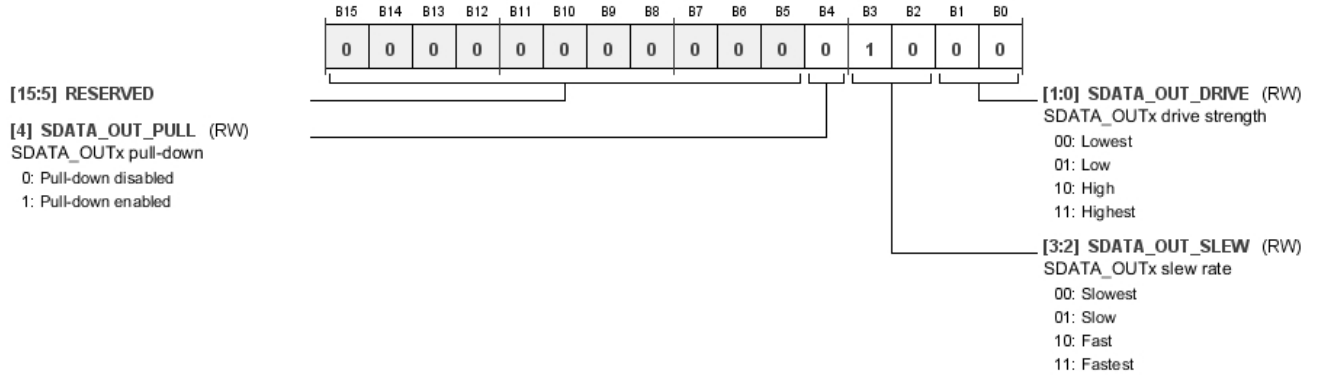 B15 B14 B13 B12 B11 B10 B9 B8 B7 B6 B5 B4 B3 B2 B1 B0
0 0 0 0 0 0 0 0 0 0 0 0 1 0 0 0
[15:5] RESERVED
[4] SDATA_OUT_PULL (RW)
SDATA_OUTx pull-down
0: Pull-down disabled
1: Pull-down enabled
[1:0] SDATA_OUT_DRIVE (RW)
SDATA_OUTx drive strength
00: Lowest
01: Low
10: High
11: Highest
[3:2] SDATA_OUT_SLEW (RW)
SDATA_OUTx slew rate
00: Slowest
01: Slow
10: Fast
11: Fastest